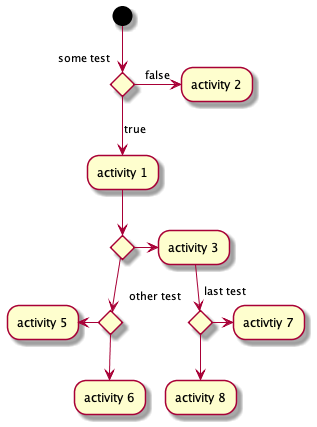 some test
false
activity 2
true
activity 1
activity 3
other test
last test
activity 5
activtiy 7
activity 6
activity 8